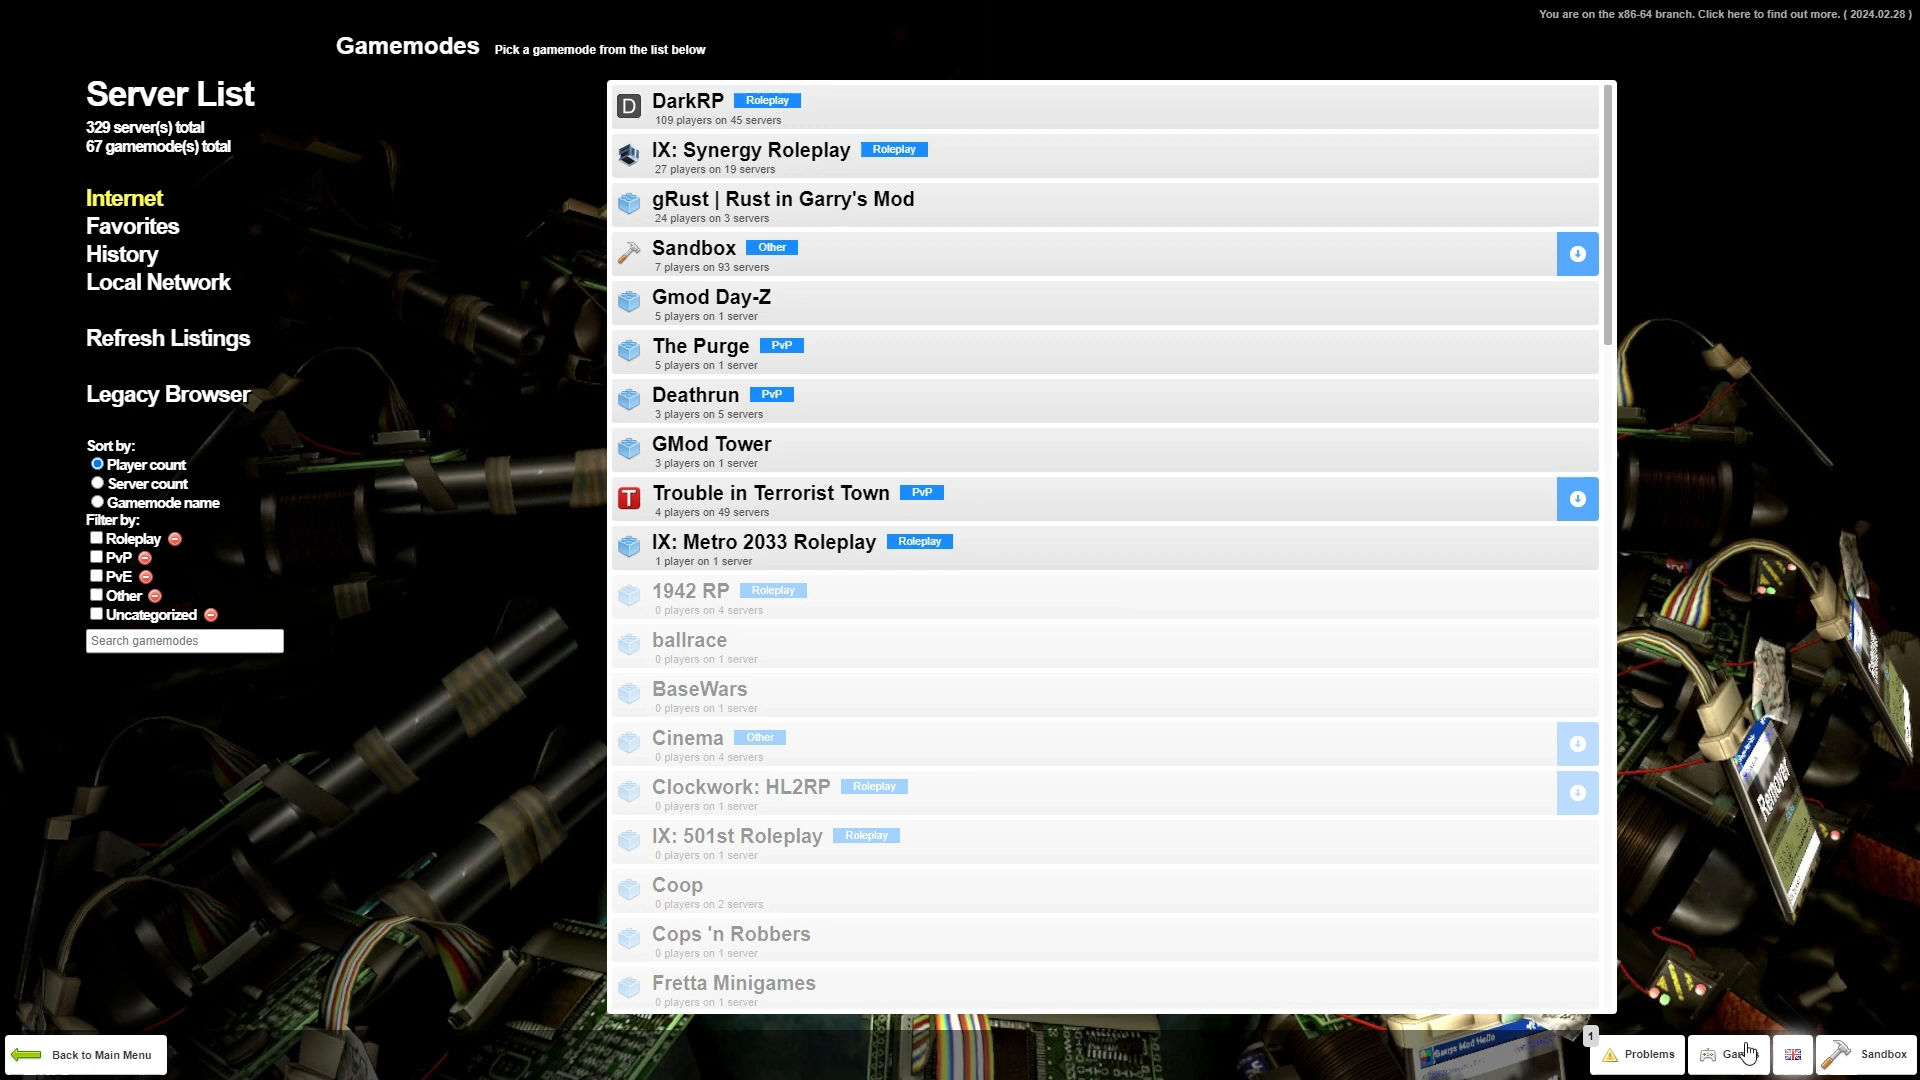 You are on the x86-64 branch. Click here to find out more. ( 2024.02.28 )
Gamemodes Pick a gamemode from the list below
Server List
329 server(s) total
67 gamemode(s) total
Internet
Favorites
History
Local Network
Refresh Listings
Legacy Browser
Sort by:
Player count
Server count
Gamemode name
Filter by:
Roleplay
PvP
PvE
Other
Uncategorized
Search gamemodes
D DarkRP Roleplay
109 players on 45 servers
IX: Synergy Roleplay Roleplay
27 players on 19 servers
gRust | Rust in Garry's Mod
24 players on 3 servers
Sandbox Other
7 players on 93 servers
Gmod Day-Z
5 players on 1 server
The Purge PvP
5 players on 1 server
Deathrun PvP
3 players on 5 servers
GMod Tower
3 players on 1 server
T Trouble in Terrorist Town PvP
4 players on 49 servers
IX: Metro 2033 Roleplay Roleplay
1 player on 1 server
1942 RP Roleplay
0 players on 4 servers
ballrace
0 players on 1 server
BaseWars
0 players on 1 server
Cinema Other
0 players on 4 servers
Clockwork: HL2RP Roleplay
0 players on 1 server
IX: 501st Roleplay Roleplay
0 players on 1 server
Coop
0 players on 2 servers
Cops 'n Robbers
0 players on 1 server
Fretta Minigames
0 players on 1 server
Remover
Garrys Mod Hello
Back to Main Menu
1
Problems
Sandbox